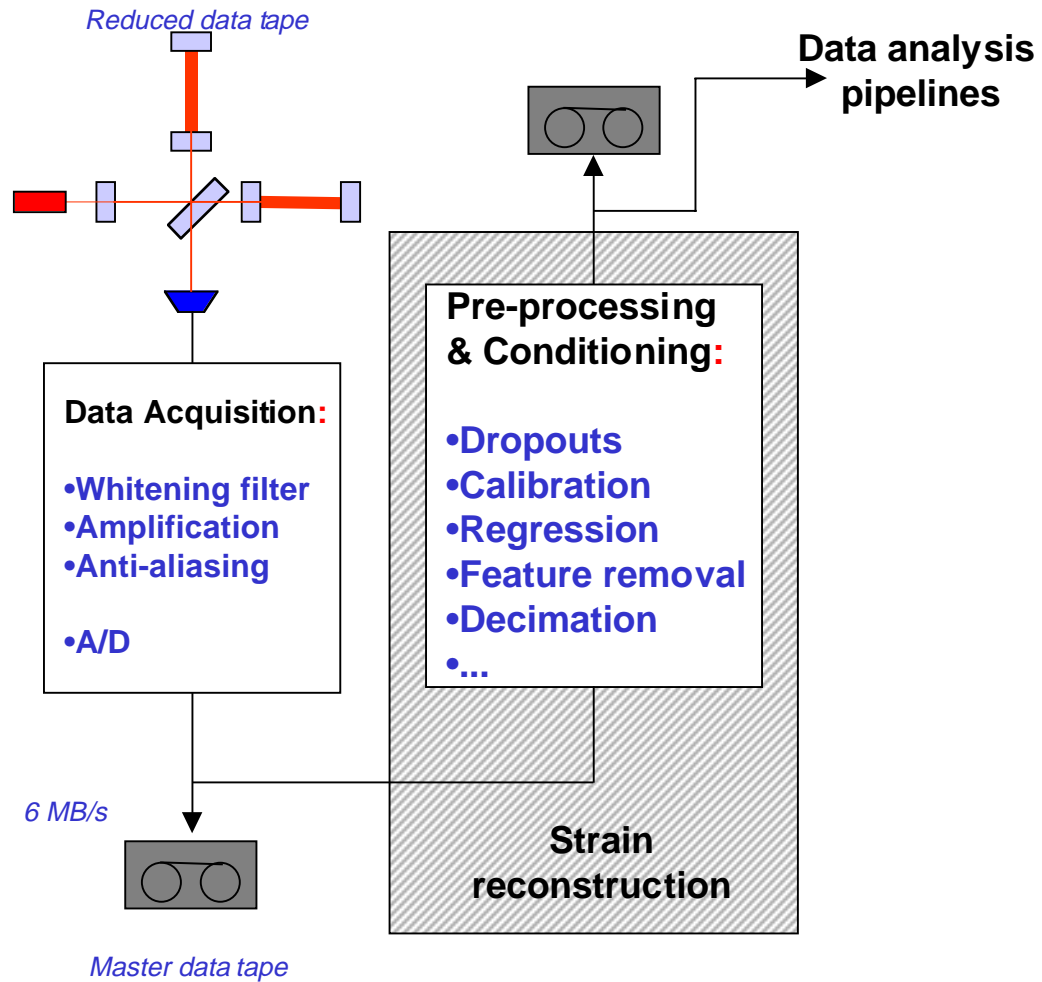 Reduced data tape
Data analysis
pipelines
Pre-processing
& Conditioning:
•Dropouts
•Calibration
•Regression
•Feature removal
•Decimation
•...
Data Acquisition:
•Whitening filter
•Amplification
•Anti-aliasing
•A/D
6 MB/s
Strain
reconstruction
Master data tape